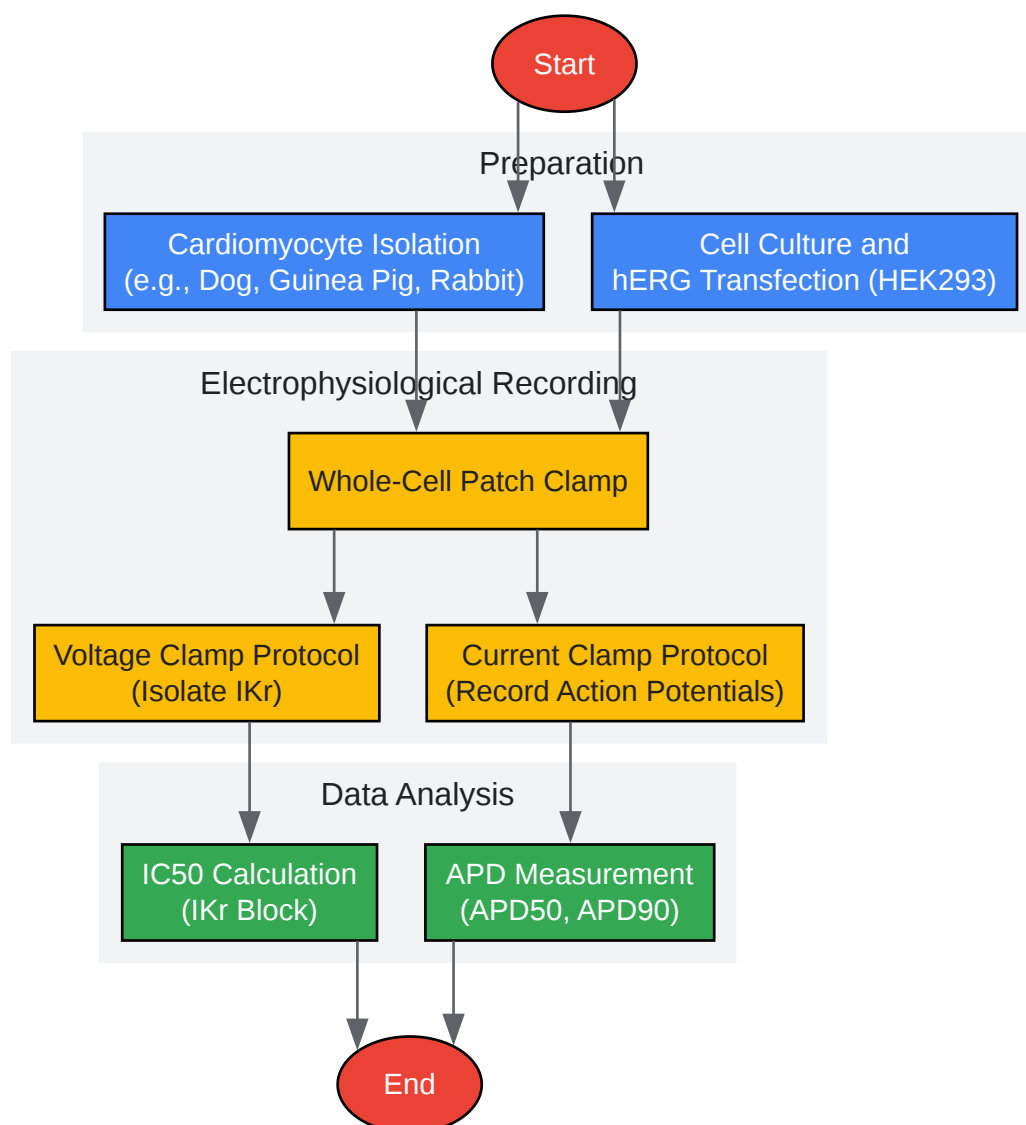 Start
Preparation
Cardiomyocyte Isolation
(e.g., Dog, Guinea Pig, Rabbit)
Cell Culture and
hERG Transfection (HEK293)
Electrophysiological Recording
Whole-Cell Patch Clamp
Voltage Clamp Protocol
(Isolate IKr)
Current Clamp Protocol
(Record Action Potentials)
Data Analysis
IC50 Calculation
(IKr Block)
APD Measurement
(APD50, APD90)
End